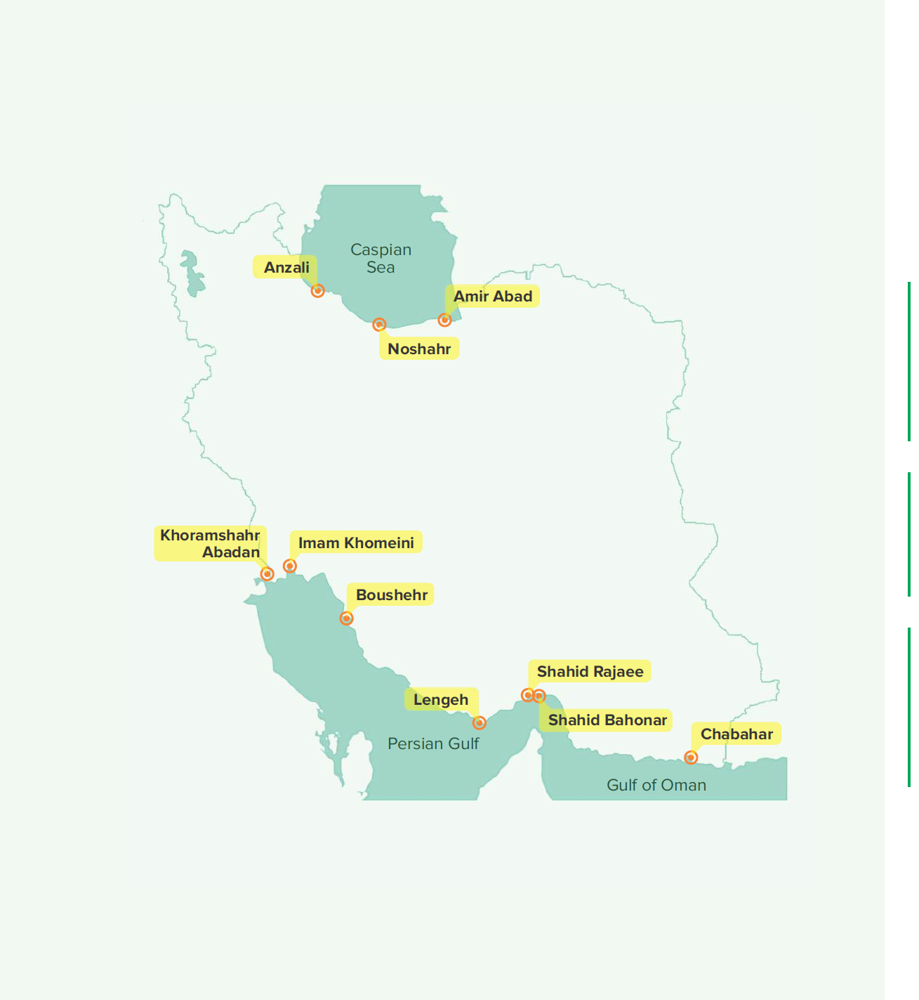 Caspian
Sea
Anzali
Amir Abad
Noshahr
Khoramshahr
Abadan
Imam Khomeini
Boushehr
Shahid Rajaee
Lengeh
Shahid Bahonar
Chabahar
Persian Gulf
Gulf of Oman